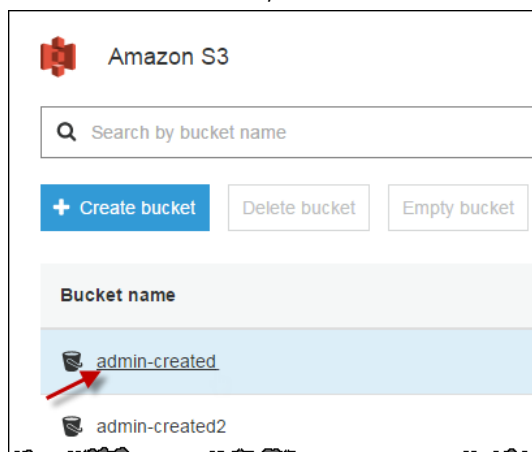 Amazon S3
Search by bucket name
Create bucket Delete bucket Empty bucket
Bucket name
admin-created
admin-created2